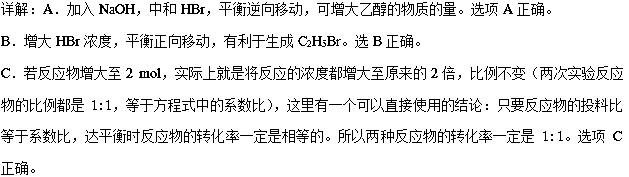 详解：A．加入 NaOH，中和 HBr，平衡逆向移动，可增大乙醇的物质的量。选项 A 正确。
B．增大 HBr 浓度，平衡正向移动，有利于生成 C₂H₅Br。选 B 正确。
C．若反应物增大至 2 mol，实际上就是将反应的浓度都增大至原来的 2 倍，比例不变（两次实验反应
物的比例都是 1:1，等于方程式中的系数比），这里有一个可以直接使用的结论：只要反应物的投料比
等于系数比，达平衡时反应物的转化率一定是相等的。所以两种反应物的转化率一定是 1:1。选项 C
正确。